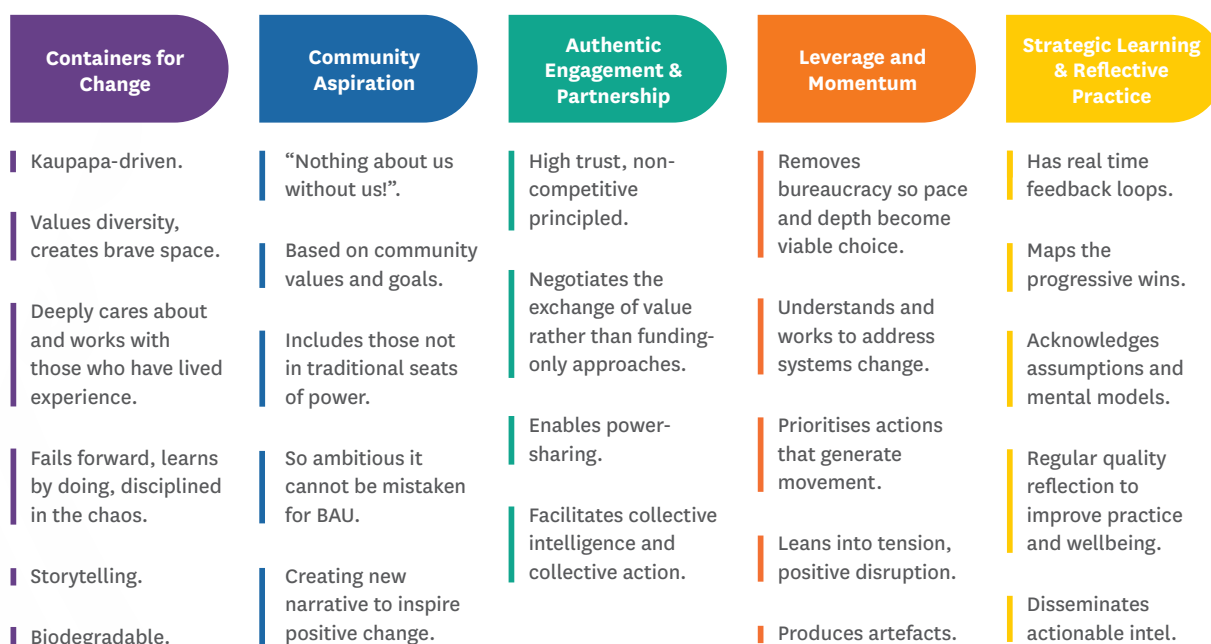 Containers for
Change
Kaupapa-driven.
Values diversity,
creates brave space.
Deeply cares about
and works with
those who have lived
experience.
Fails forward, learns
by doing, disciplined
in the chaos.
Storytelling.
Biodegradable.
Community
Aspiration
“Nothing about us
without us!”.
Based on community
values and goals.
Includes those not
in traditional seats
of power.
So ambitious it
cannot be mistaken
for BAU.
Creating new
narrative to inspire
positive change.
Authentic
Engagement &
Partnership
High trust, non-
competitive
principled.
Negotiates the
exchange of value
rather than funding-
only approaches.
Enables power-
sharing.
Facilitates collective
intelligence and
collective action.
Leverage and
Momentum
Removes
bureaucracy so pace
and depth become
viable choice.
Understands and
works to address
systems change.
Prioritises actions
that generate
movement.
Leans into tension,
positive disruption.
Produces artefacts.
Strategic Learning
& Reflective
Practice
Has real time
feedback loops.
Maps the
progressive wins.
Acknowledges
assumptions and
mental models.
Regular quality
reflection to
improve practice
and wellbeing.
Disseminates
actionable intel.